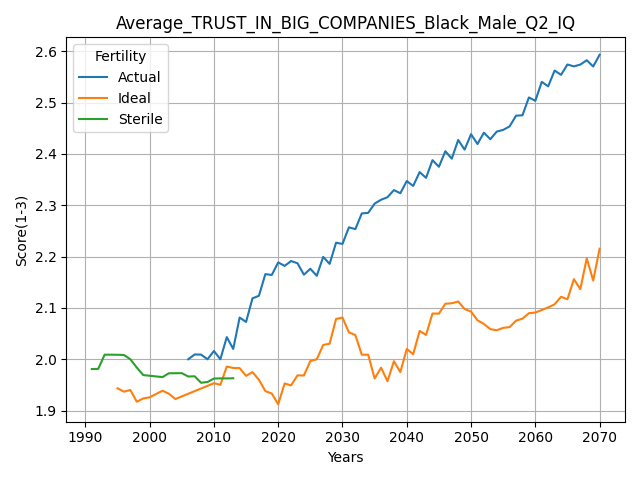 Average_TRUST_IN_BIG_COMPANIES_Black_Male_Q2_IQ
Fertility
Actual
Ideal
Sterile
Score(1-3)
2.6
2.5
2.4
2.3
2.2
2.1
2.0
1.9
1990 2000 2010 2020 2030 2040 2050 2060 2070
Years